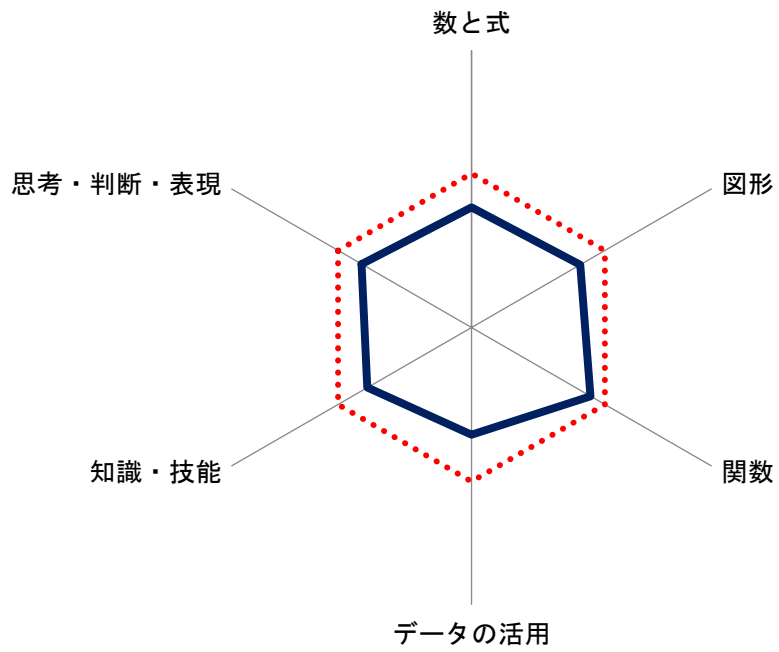 数と式
思考・判断・表現
図形
知識・技能
関数
データの活用